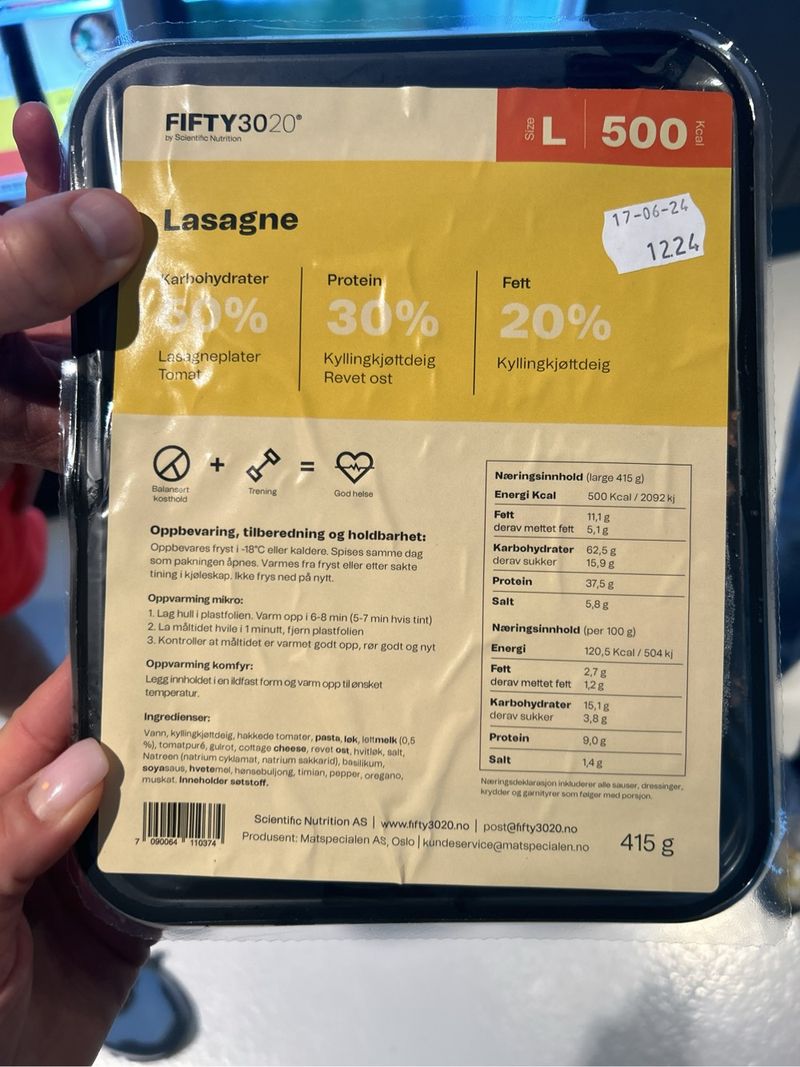 FIFTY3020®
by Scientific Nutrition
Size L 500 Kcal
Lasagne
17-06-24
1224
Karbohydrater
50%
Lasagneplater
Tomat
Protein
30%
Kyllingkjøttdeig
Revet ost
Fett
20%
Kyllingkjøttdeig
Balansert
kosthold
+
Trening
=
God helse
Oppbevaring, tilberedning og holdbarhet:
Oppbevares fryst i -18°C eller kaldere. Spises samme dag
som pakningen åpnes. Varmes fra fryst eller etter sakte
tining i kjøleskap. Ikke frys ned på nytt.
Oppvarming mikro:
1. Lag hull i plastfolien. Varm opp i 6-8 min (5-7 min hvis tint)
2. La måltidet hvile i 1 minutt, fjern plastfolien
3. Kontroller at måltidet er varmet godt opp, rør godt og nyt
Oppvarming komfyr:
Legg innholdet i en ildfast form og varm opp til ønsket
temperatur.
Ingredienser:
Vann, kyllingkjøttdeig, hakkede tomater, pasta, løk, lettmelk (0,5
%), tomatpuré, gulrot, cottage cheese, revet ost, hvitløk, salt,
Natreen (natrium cyklamat, natrium sakkarid), basilikum,
soyasaus, hvetemel, hønsebuljong, timian, pepper, oregano,
muskat. Inneholder søtstoff.
Næringsinnhold (large 415 g)
Energi Kcal 500 Kcal / 2092 kj
Fett 11,1 g
derav mettet fett 5,1 g
Karbohydrater 62,5 g
derav sukker 15,9 g
Protein 37,5 g
Salt 5,8 g
Næringsinnhold (per 100 g)
Energi 120,5 Kcal / 504 kj
Fett 2,7 g
derav mettet fett 1,2 g
Karbohydrater 15,1 g
derav sukker 3,8 g
Protein 9,0 g
Salt 1,4 g
Næringsdeklarasjon inkluderer alle sauser, dressinger,
krydder og garnityrer som følger med porsjon.
7 090064 110374
Scientific Nutrition AS | www.fifty3020.no | post@fifty3020.no
Produsent: Matspecialen AS, Oslo | kundeservice@matspecialen.no
415 g